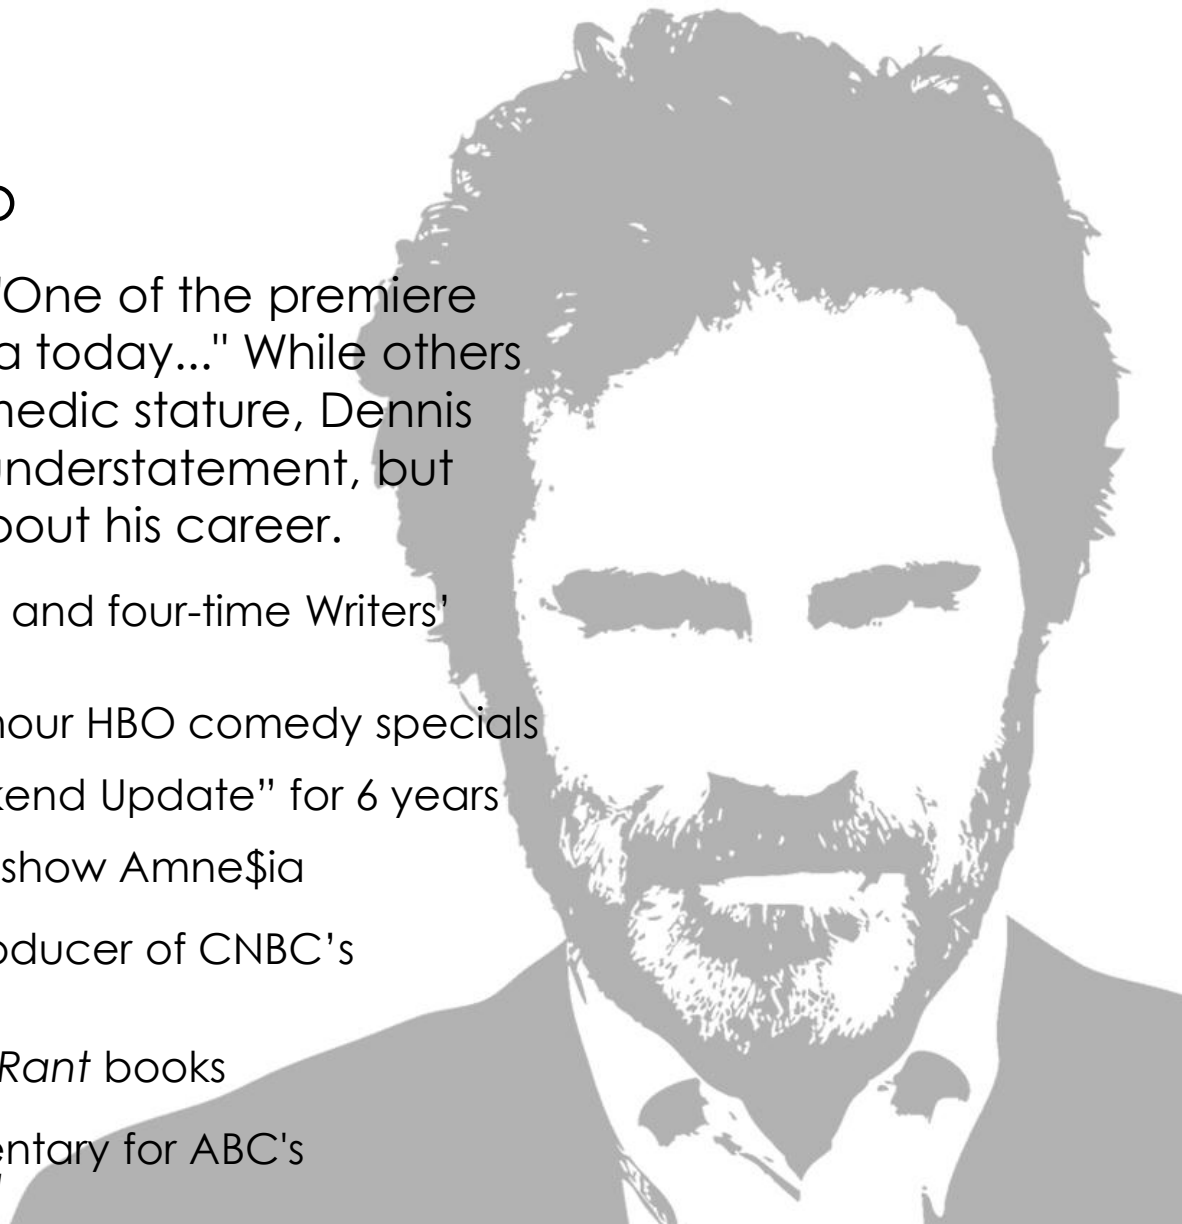 "One of the premiere
a today..." While others
medic stature, Dennis
understatement, but
bout his career.
and four-time Writers’
hour HBO comedy specials
kend Update” for 6 years
show Amne$ia
oducer of CNBC’s
Rant books
entary for ABC's